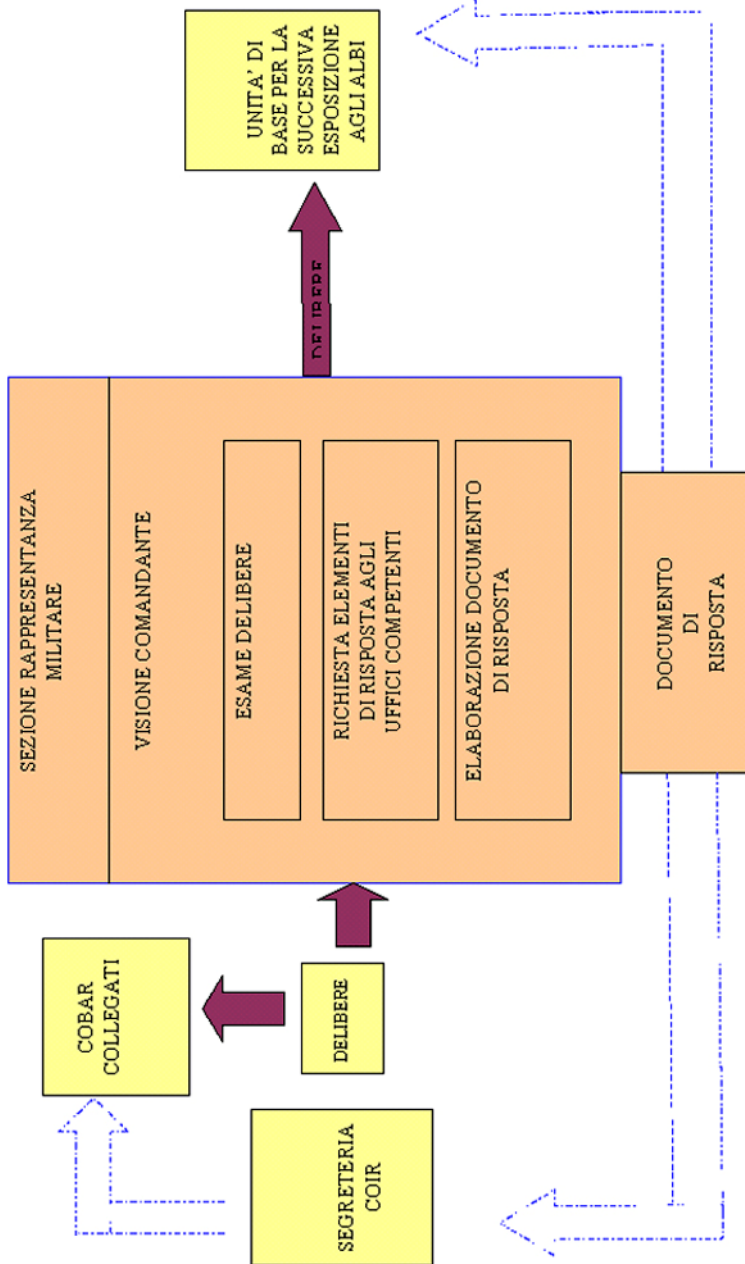 SEGRETERIA
COIR
COBAR
COLLEGATI
DELIBERE
SEZIONE RAPPRESENTANZA
MILITARE
VISIONE COMANDANTE
ESAME DELIBERE
RICHIESTA ELEMENTI
DI RISPOSTA AGLI
UFFICI COMPETENTI
ELABORAZIONE DOCUMENTO
DI RISPOSTA
DOCUMENTO
DI
RISPOSTA
DELIBERE
UNITA' DI
BASE PER LA
SUCCESSIVA
ESPOSIZIONE
AGLI ALBI